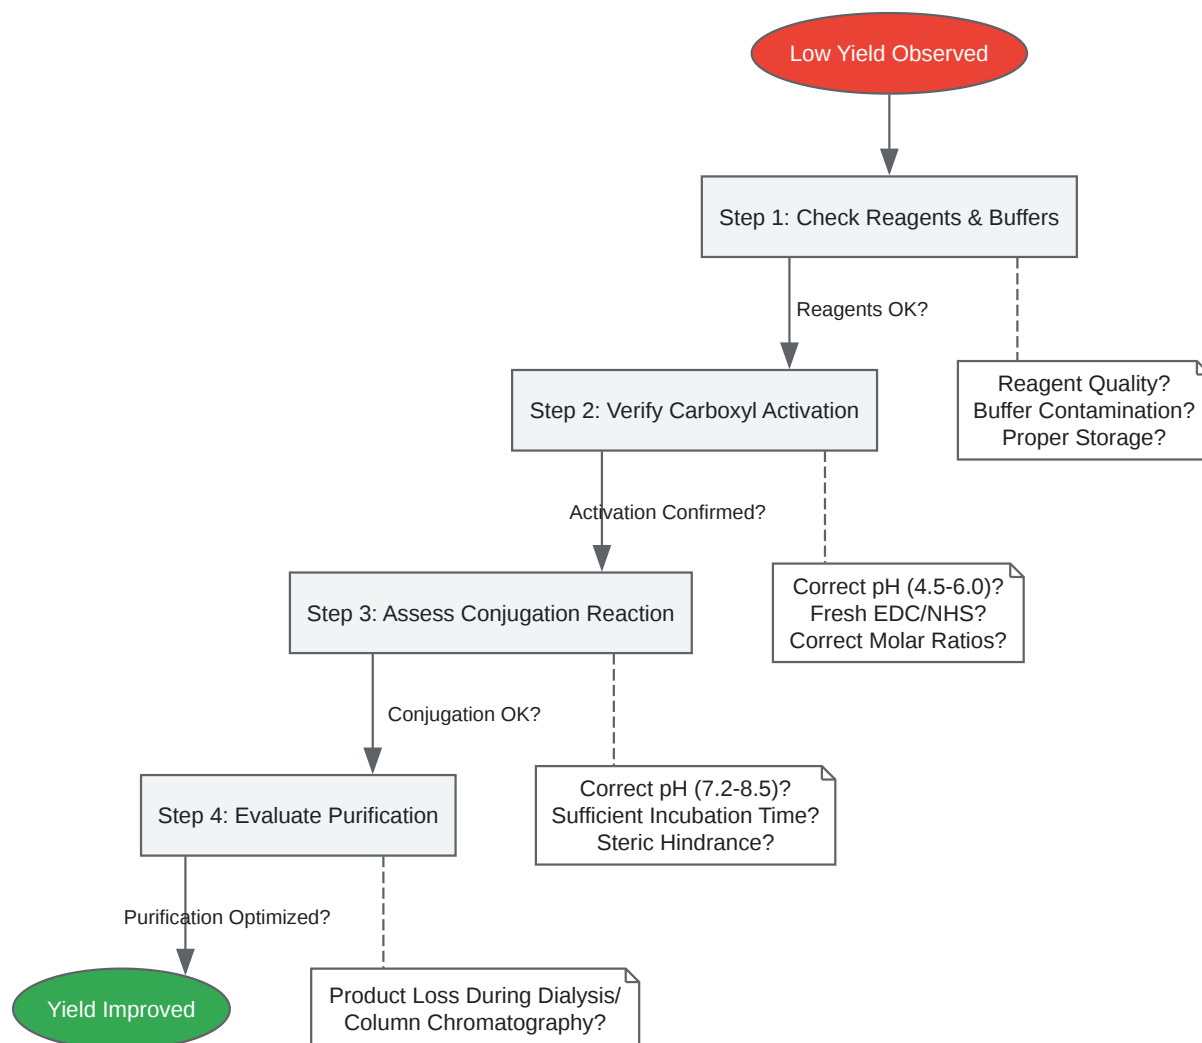 Low Yield Observed
Step 1: Check Reagents & Buffers
Reagents OK?
Reagent Quality?
Buffer Contamination?
Proper Storage?
Step 2: Verify Carboxyl Activation
Activation Confirmed?
Correct pH (4.5-6.0)?
Fresh EDC/NHS?
Correct Molar Ratios?
Step 3: Assess Conjugation Reaction
Conjugation OK?
Correct pH (7.2-8.5)?
Sufficient Incubation Time?
Steric Hindrance?
Step 4: Evaluate Purification
Purification Optimized?
Product Loss During Dialysis/
Column Chromatography?
Yield Improved